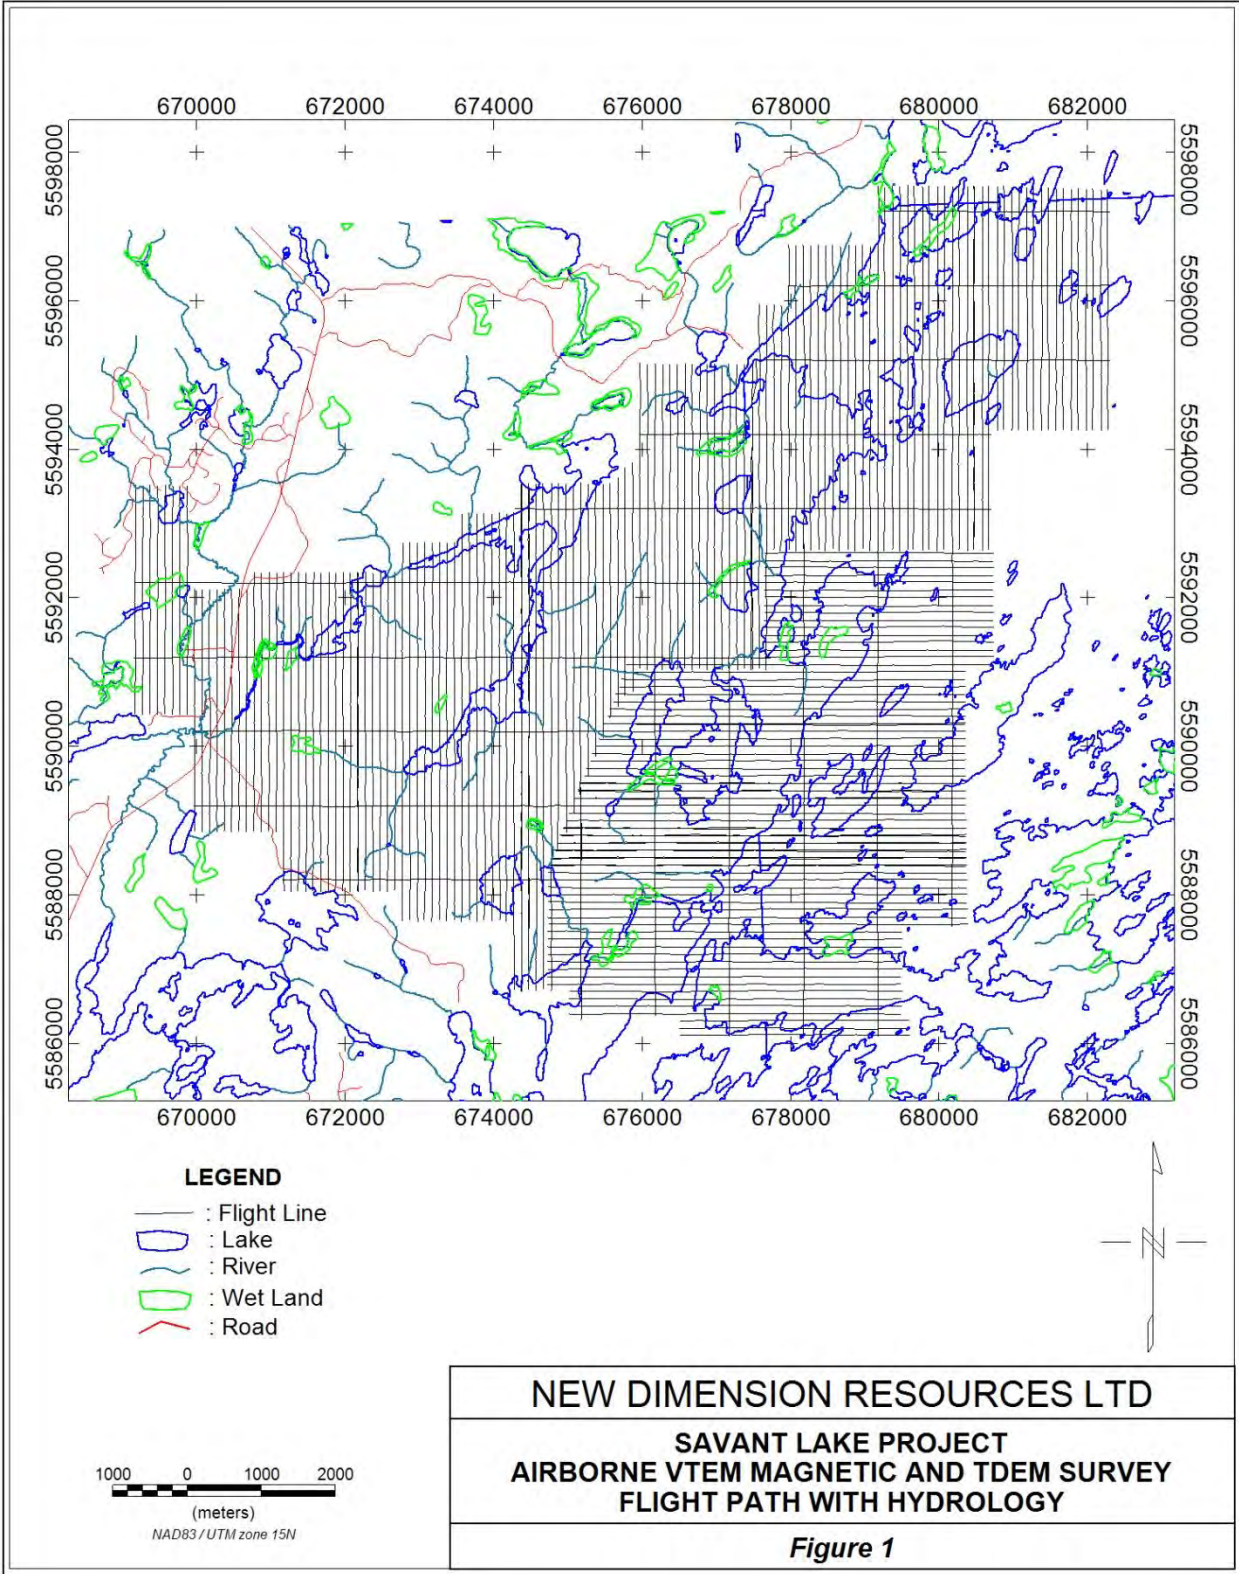 670000 672000 674000 676000 678000 680000 682000
5598000 5598000
5596000 5596000
5594000 5594000
5592000 5592000
5590000 5590000
5588000 5588000
5586000 5586000
670000 672000 674000 676000 678000 680000 682000
LEGEND
: Flight Line
: Lake
: River
: Wet Land
: Road
N
NEW DIMENSION RESOURCES LTD
SAVANT LAKE PROJECT
AIRBORNE VTEM MAGNETIC AND TDEM SURVEY
FLIGHT PATH WITH HYDROLOGY
Figure 1
1000 0 1000 2000
(meters)
NAD83 / UTM zone 15N